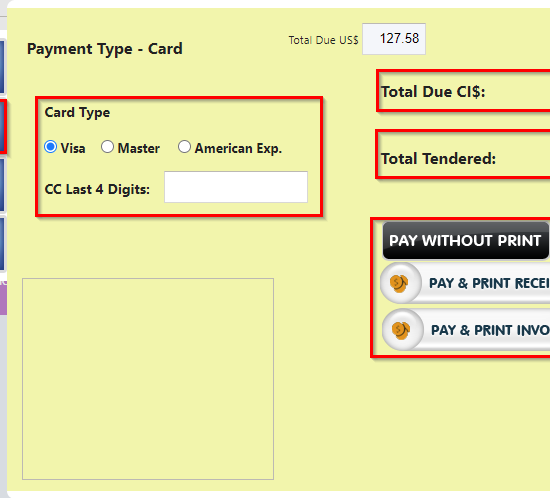 Total Due US$ 127.58
Payment Type - Card
Total Due CI$:
Card Type
Visa Master American Exp.
Total Tendered:
CC Last 4 Digits:
PAY WITHOUT PRINT
PAY & PRINT RECEI
PAY & PRINT INVO